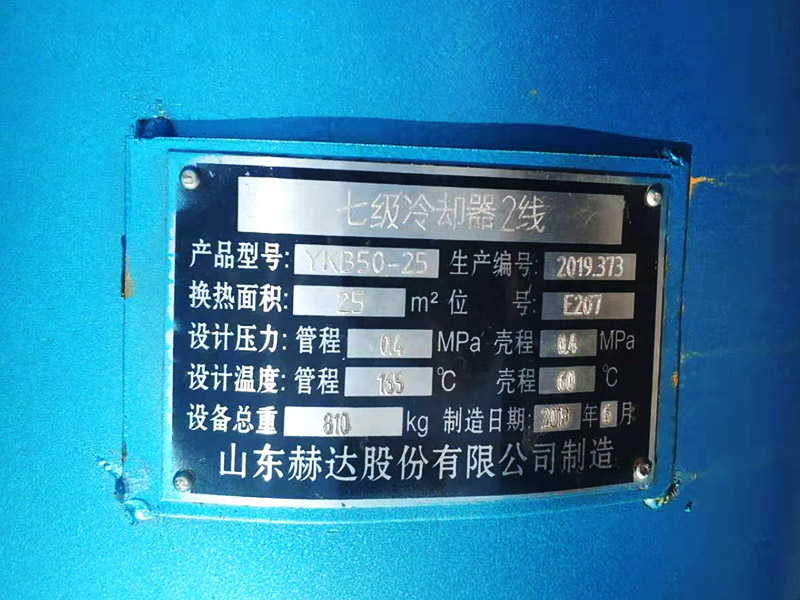 七级冷却器2线
产品型号: YKB50-25 生产编号: 2019.373
换热面积: 25 m² 位 号: E207
设计压力: 管程 0.4 MPa 壳程 0.4 MPa
设计温度: 管程 165 ℃ 壳程 60 ℃
设备总重 810 kg 制造日期: 2019 年 6 月
山东赫达股份有限公司制造